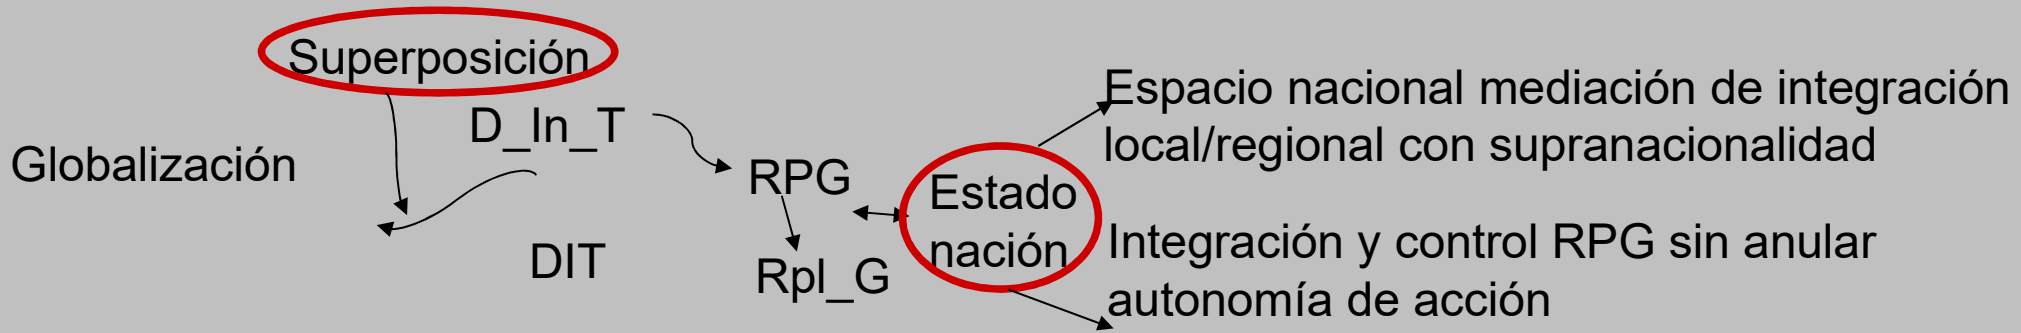 Superposición
D_In_T
Globalización
DIT
RPG
Rpl_G
Estado
nación
Espacio nacional mediación de integración
local/regional con supranacionalidad
Integración y control RPG sin anular
autonomía de acción